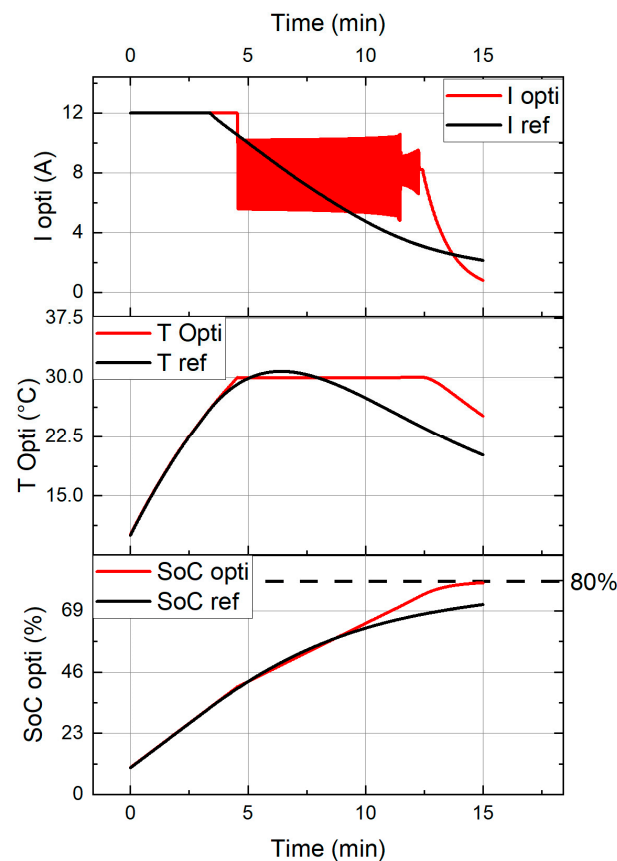 Time (min)
0 5 10 15
I opti (A)
12
8
4
0
I opti
I ref
T Opti (°C)
37.5
30.0
22.5
15.0
T Opti
T ref
SoC opti (%)
69
46
23
0
SoC opti
SoC ref
80%
0 5 10 15
Time (min)